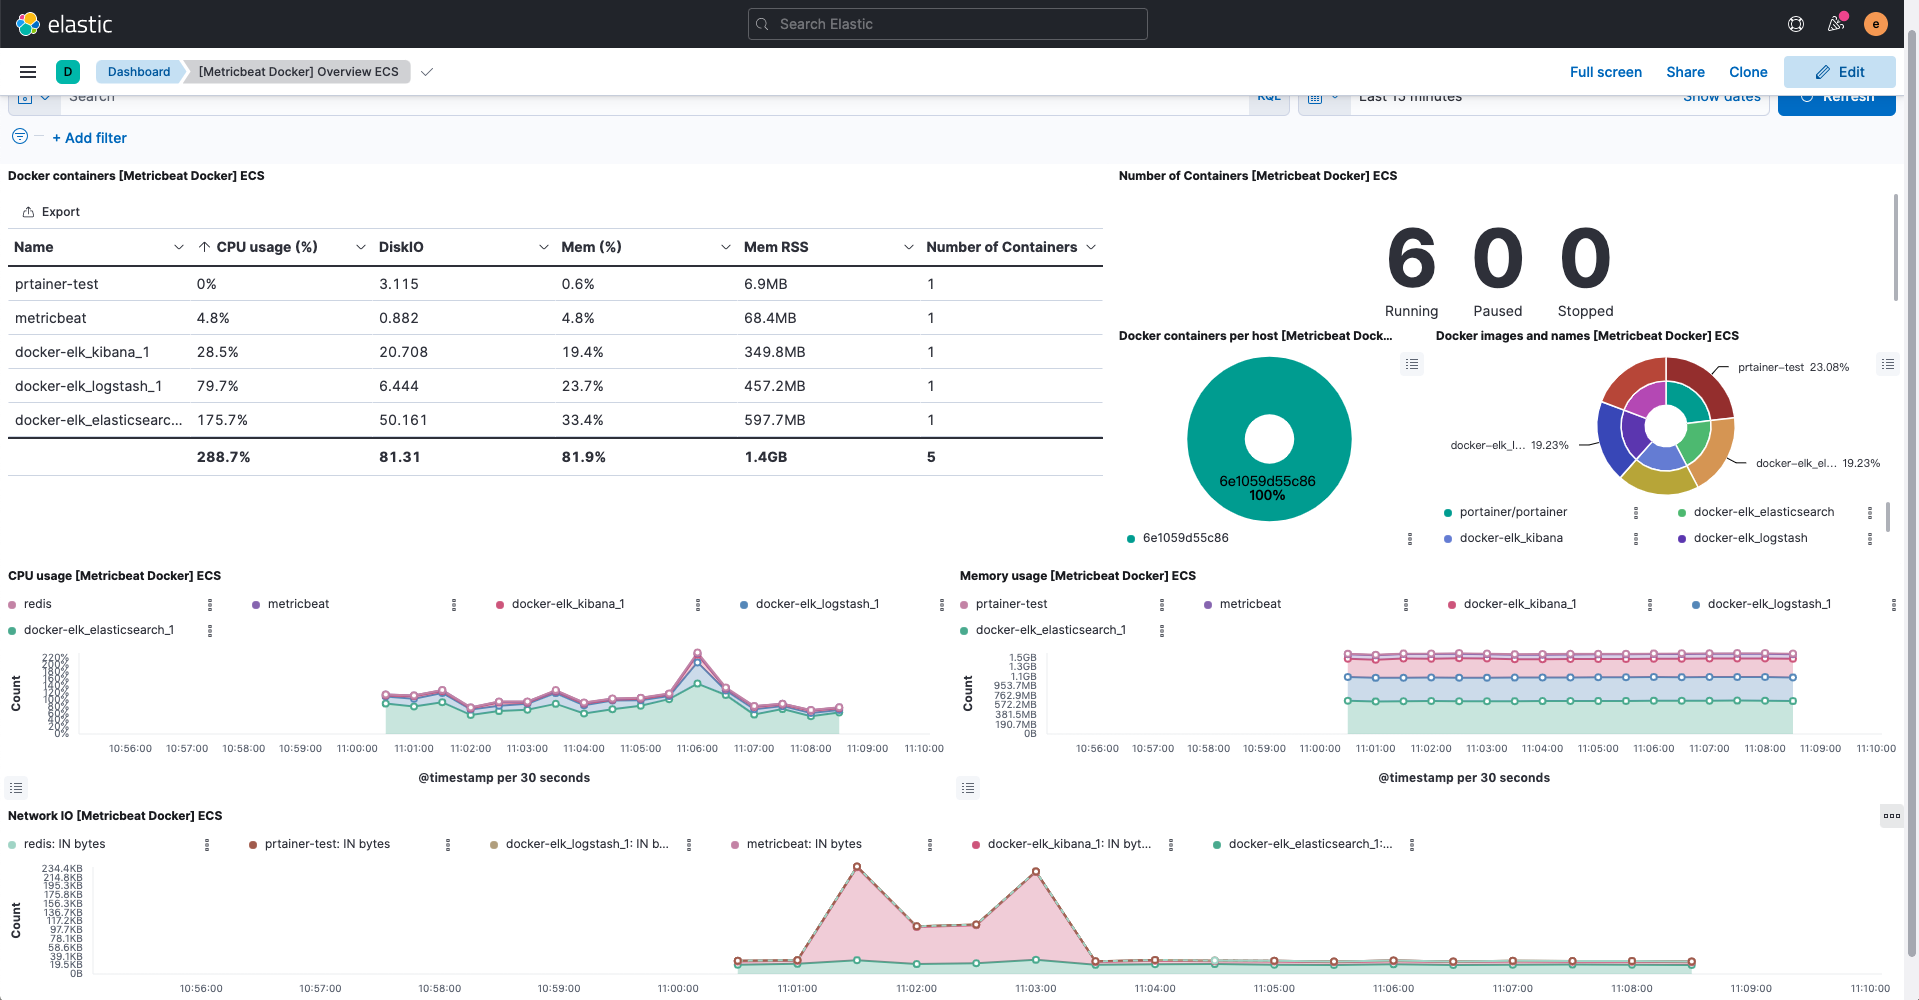 elastic
Search Elastic
e
D
Dashboard
[Metricbeat Docker] Overview ECS
Full screen
Share
Clone
Edit
Search
KQL
Last 15 minutes
Show dates
Refresh
+ Add filter
Docker containers [Metricbeat Docker] ECS
Export
Name CPU usage (%) DiskIO Mem (%) Mem RSS Number of Containers
prtainer-test 0% 3.115 0.6% 6.9MB 1
metricbeat 4.8% 0.882 4.8% 68.4MB 1
docker-elk_kibana_1 28.5% 20.708 19.4% 349.8MB 1
docker-elk_logstash_1 79.7% 6.444 23.7% 457.2MB 1
docker-elk_elasticsearc... 175.7% 50.161 33.4% 597.7MB 1
288.7% 81.31 81.9% 1.4GB 5
Number of Containers [Metricbeat Docker] ECS
6 0 0
Running Paused Stopped
Docker containers per host [Metricbeat Dock...
6e1059d55c86
100%
6e1059d55c86
Docker images and names [Metricbeat Docker] ECS
prtainer-test 23.08%
docker-elk_l... 19.23%
docker-elk_el... 19.23%
portainer/portainer
docker-elk_elasticsearch
docker-elk_kibana
docker-elk_logstash
CPU usage [Metricbeat Docker] ECS
redis
metricbeat
docker-elk_kibana_1
docker-elk_logstash_1
docker-elk_elasticsearch_1
220%
200%
180%
160%
140%
120%
100%
80%
60%
40%
20%
0%
Count
10:56:00 10:57:00 10:58:00 10:59:00 11:00:00 11:01:00 11:02:00 11:03:00 11:04:00 11:05:00 11:06:00 11:07:00 11:08:00 11:09:00 11:10:00
@timestamp per 30 seconds
Memory usage [Metricbeat Docker] ECS
prtainer-test
metricbeat
docker-elk_kibana_1
docker-elk_logstash_1
docker-elk_elasticsearch_1
1.5GB
1.3GB
1.1GB
953.7MB
762.9MB
572.2MB
381.5MB
190.7MB
0B
Count
10:56:00 10:57:00 10:58:00 10:59:00 11:00:00 11:01:00 11:02:00 11:03:00 11:04:00 11:05:00 11:06:00 11:07:00 11:08:00 11:09:00 11:10:00
@timestamp per 30 seconds
Network IO [Metricbeat Docker] ECS
redis: IN bytes
prtainer-test: IN bytes
docker-elk_logstash_1: IN b...
metricbeat: IN bytes
docker-elk_kibana_1: IN byt...
docker-elk_elasticsearch_1:...
234.4KB
214.8KB
195.3KB
175.8KB
156.3KB
136.7KB
117.2KB
97.7KB
78.1KB
58.6KB
39.1KB
19.5KB
0B
Count
10:56:00 10:57:00 10:58:00 10:59:00 11:00:00 11:01:00 11:02:00 11:03:00 11:04:00 11:05:00 11:06:00 11:07:00 11:08:00 11:09:00 11:10:00